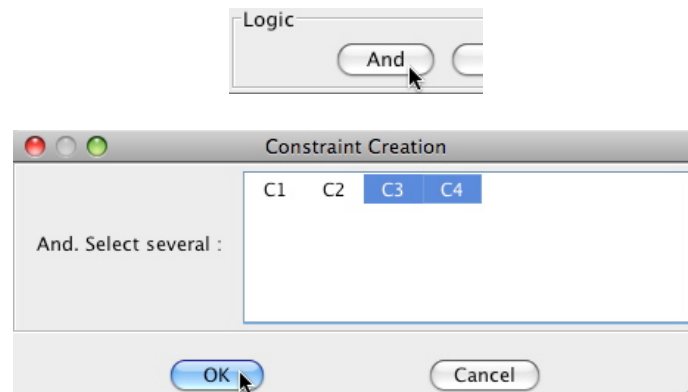 Logic
And
Constraint Creation
C1 C2 C3 C4
And. Select several :
OK Cancel